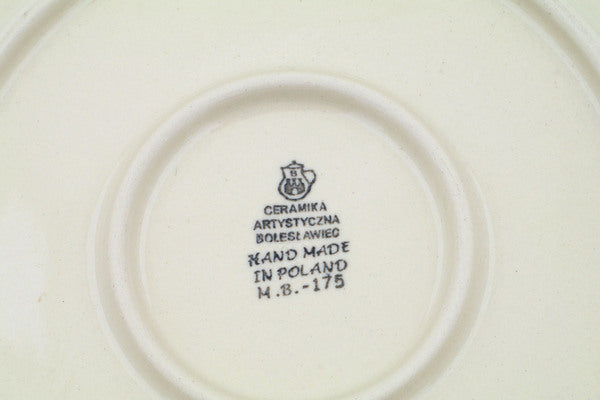 B
CERAMIKA
ARTYSTYCZNA
BOLESŁAWIEC
HAND MADE
IN POLAND
M.B.-175